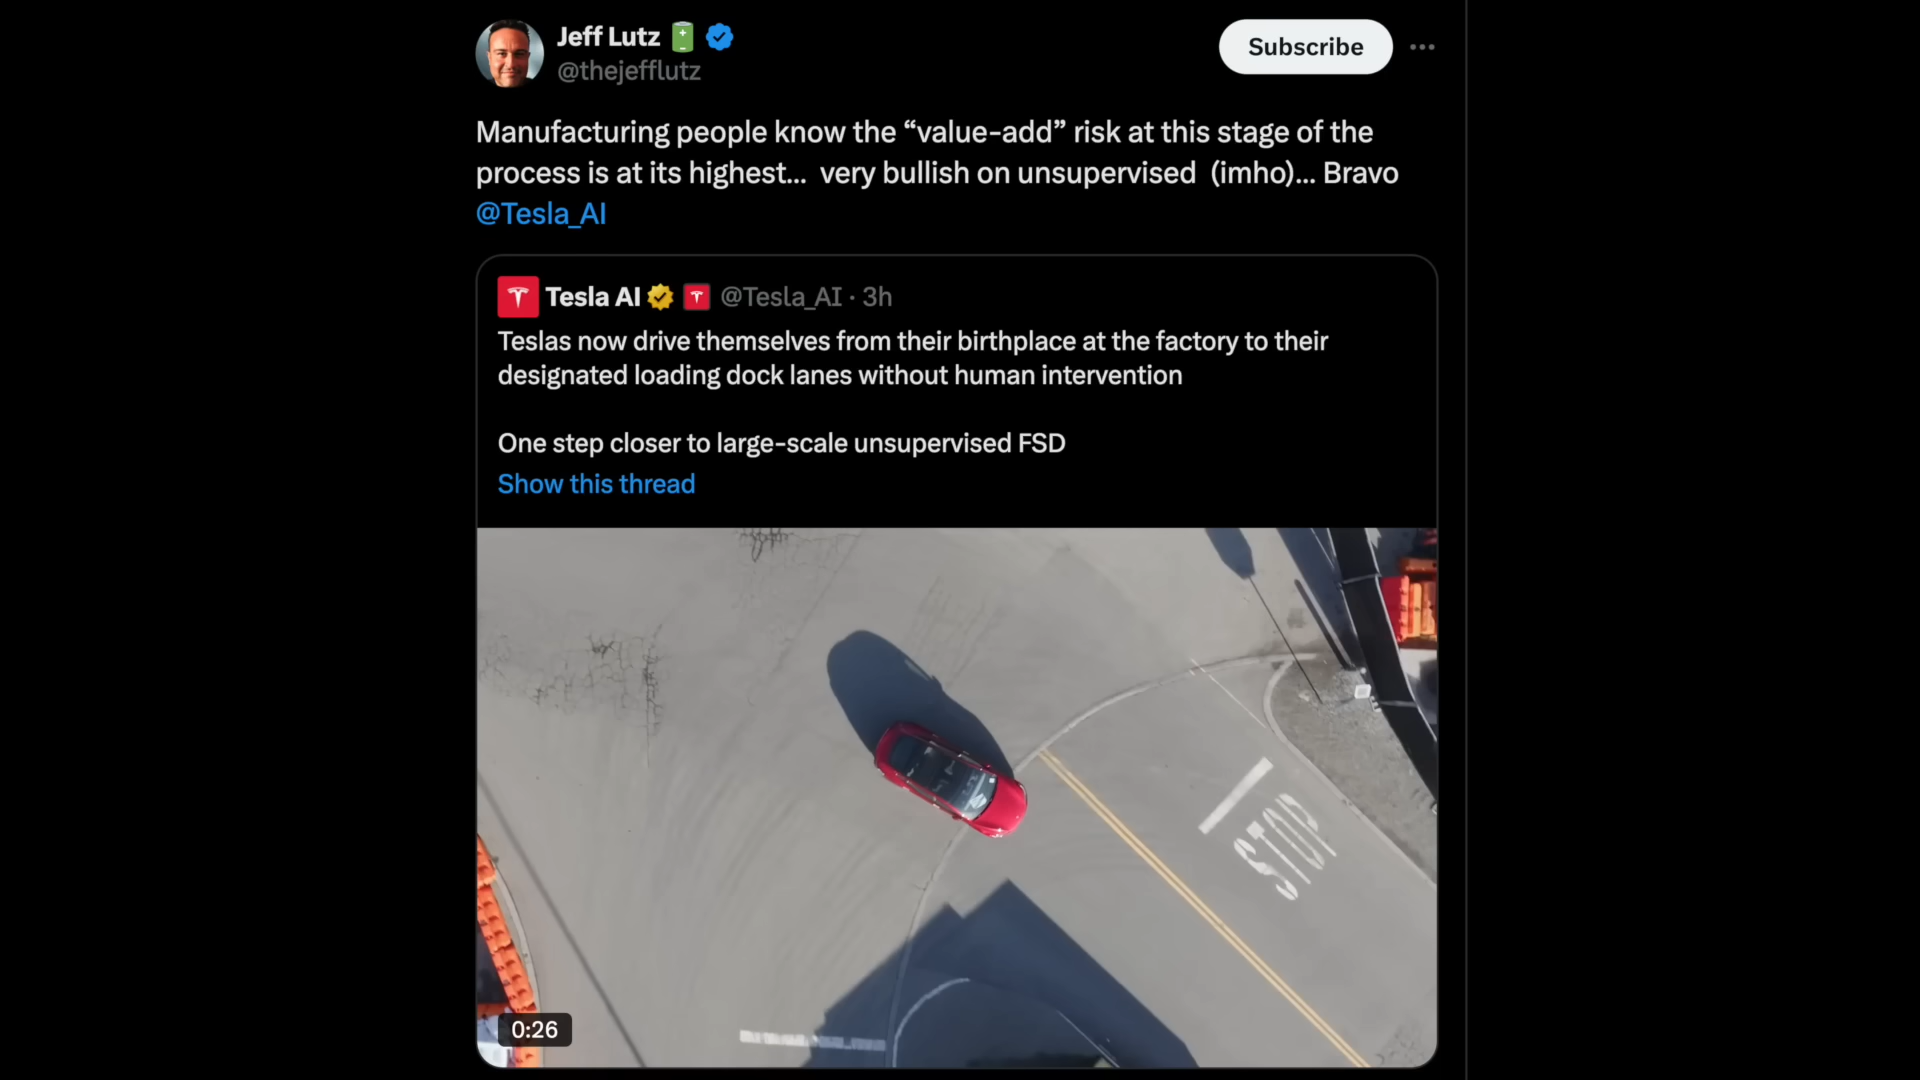 Jeff Lutz
@thejefflutz
Subscribe
Manufacturing people know the “value-add” risk at this stage of the
process is at its highest...  very bullish on unsupervised  (imho)... Bravo
@Tesla_AI
Tesla AI @Tesla_AI · 3h
Teslas now drive themselves from their birthplace at the factory to their
designated loading dock lanes without human intervention
One step closer to large-scale unsupervised FSD
Show this thread
STOP
0:26